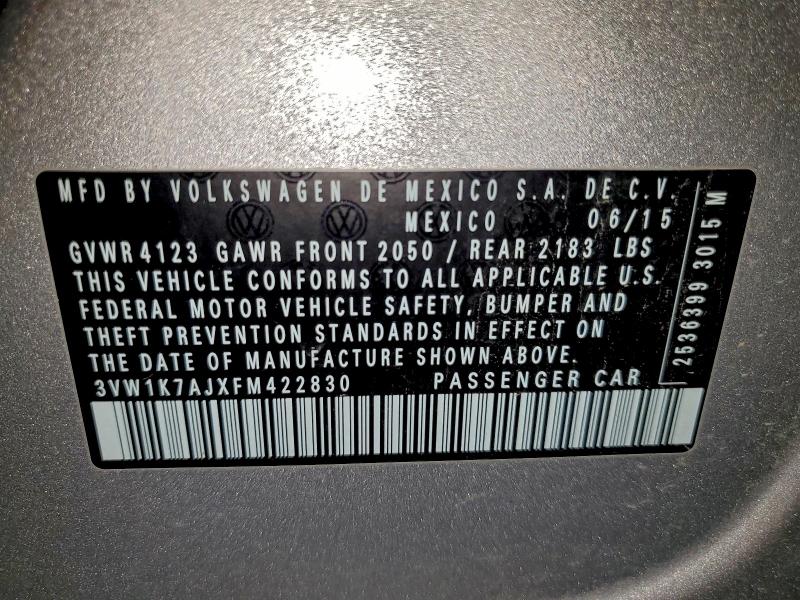 MFD BY VOLKSWAGEN DE MEXICO S.A. DE C.V.
MEXICO 06/15
GVWR 4123 GAWR FRONT 2050 / REAR 2183 LBS
THIS VEHICLE CONFORMS TO ALL APPLICABLE U.S.
FEDERAL MOTOR VEHICLE SAFETY, BUMPER AND
THEFT PREVENTION STANDARDS IN EFFECT ON
THE DATE OF MANUFACTURE SHOWN ABOVE.
3VW1K7AJXFM422830 PASSENGER CAR
2536399 3015 M